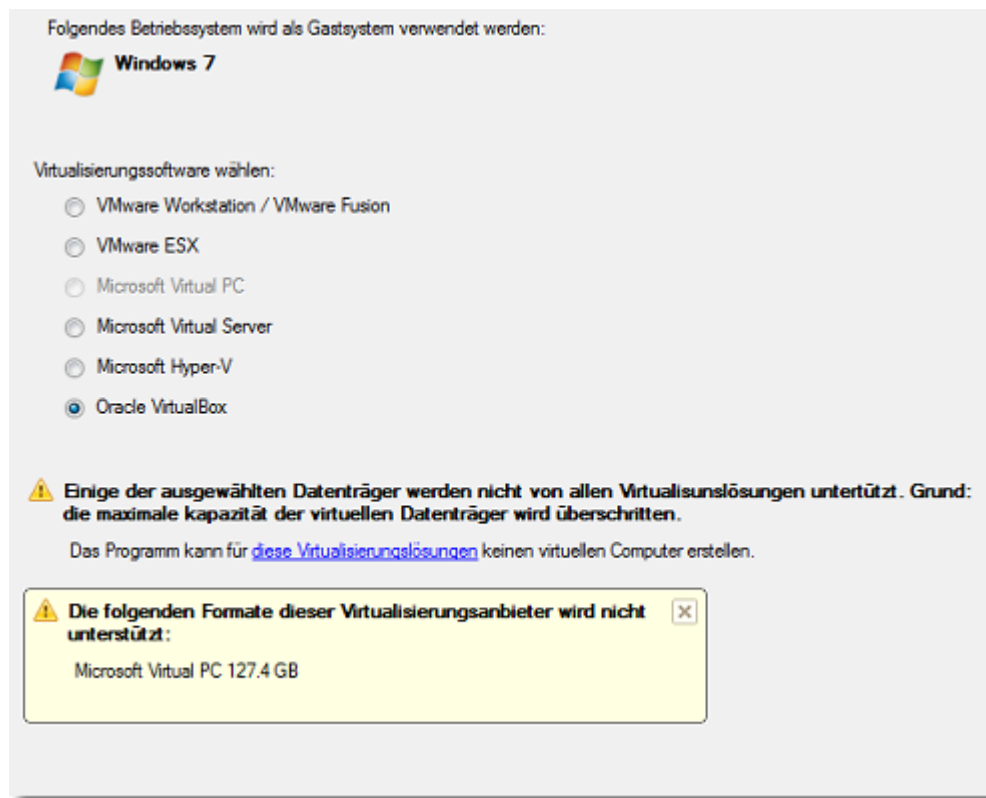 Folgendes Betriebssystem wird als Gastsystem verwendet werden:
Windows 7
Virtualisierungssoftware wählen:
VMware Workstation / VMware Fusion
VMware ESX
Microsoft Virtual PC
Microsoft Virtual Server
Microsoft Hyper-V
Oracle VirtualBox
Einige der ausgewählten Datenträger werden nicht von allen Virtualisunslösungen untertützt. Grund:
die maximale kapazität der virtuellen Datenträger wird überschritten.
Das Programm kann für diese Virtualisierungslösungen keinen virtuellen Computer erstellen.
Die folgenden Formate dieser Virtualisierungsanbieter wird nicht
unterstützt:
Microsoft Virtual PC 127.4 GB